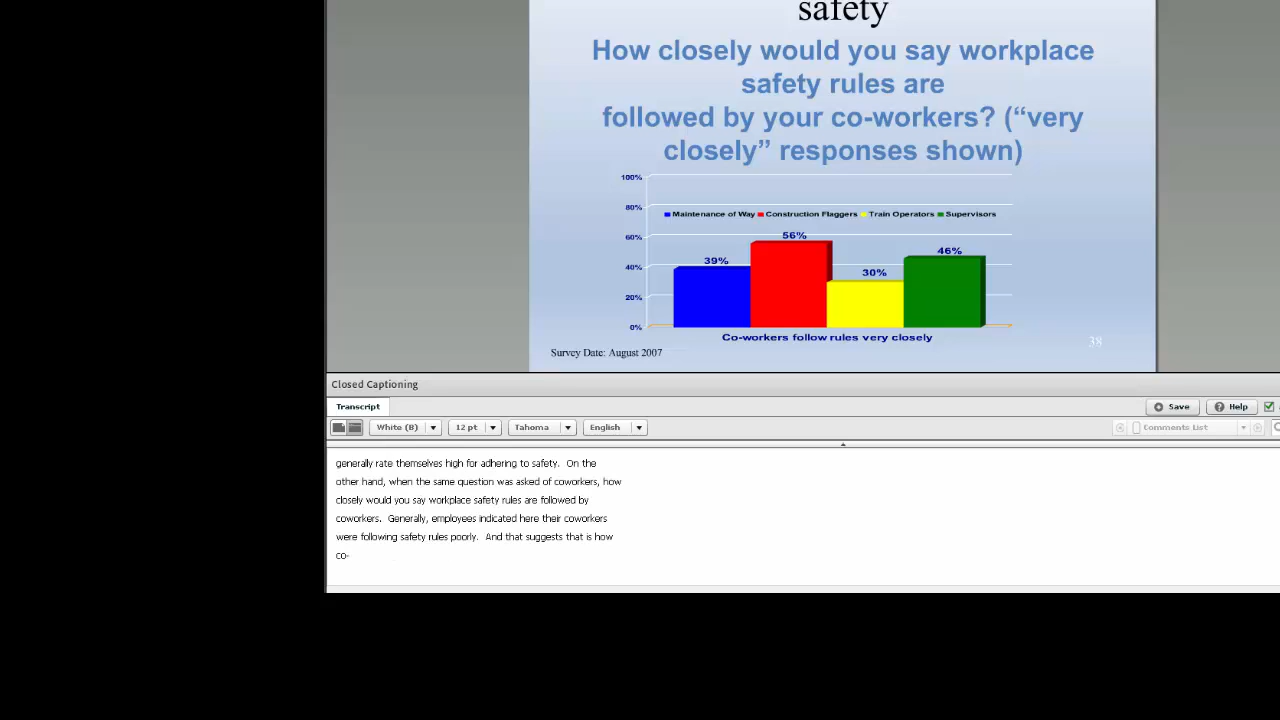 safety
How closely would you say workplace
safety rules are
followed by your co-workers? (“very
closely” responses shown)
100%
80%
Maintenance of Way Construction Flaggers Train Operators Supervisors
60%
56%
46%
39%
40%
30%
20%
0%
Co-workers follow rules very closely
Survey Date: August 2007
38
Closed Captioning
Transcript
Save
Help
White (8)
12 pt
Tahoma
English
Comments List
generally rate themselves high for adhering to safety.  On the
other hand, when the same question was asked of coworkers, how
closely would you say workplace safety rules are followed by
coworkers.  Generally, employees indicated here their coworkers
were following safety rules poorly.  And that suggests that is how
co-